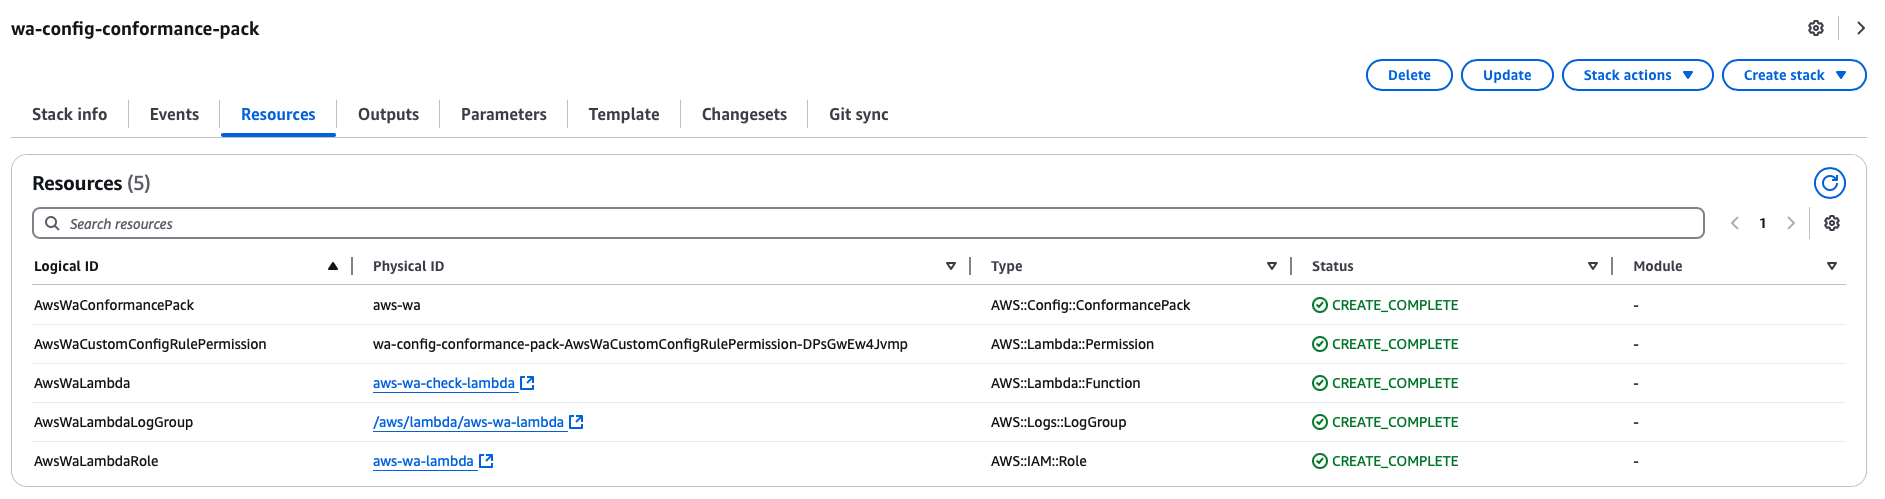 wa-config-conformance-pack
Delete Update Stack actions Create stack
Stack info Events Resources Outputs Parameters Template Changesets Git sync
Resources (5)
Search resources 1
Logical ID Physical ID Type Status Module
AwsWaConformancePack aws-wa AWS::Config::ConformancePack CREATE_COMPLETE -
AwsWaCustomConfigRulePermission wa-config-conformance-pack-AwsWaCustomConfigRulePermission-DPsGwEw4Jvmp AWS::Lambda::Permission CREATE_COMPLETE -
AwsWaLambda aws-wa-check-lambda AWS::Lambda::Function CREATE_COMPLETE -
AwsWaLambdaLogGroup /aws/lambda/aws-wa-lambda AWS::Logs::LogGroup CREATE_COMPLETE -
AwsWaLambdaRole aws-wa-lambda AWS::IAM::Role CREATE_COMPLETE -